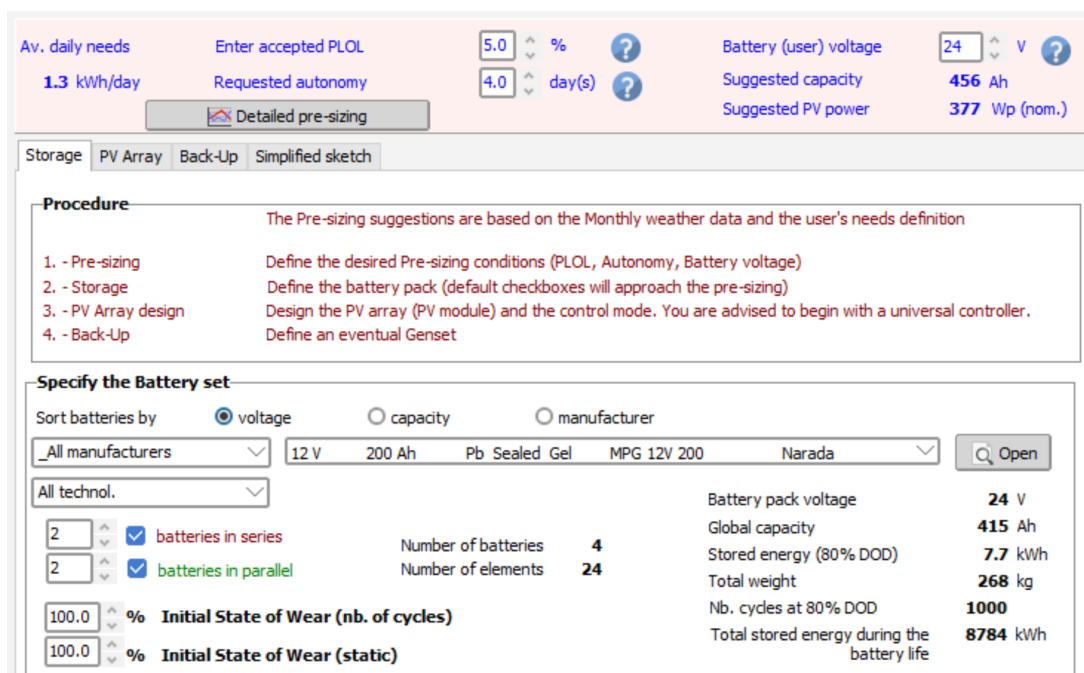 Av. daily needs Enter accepted PLOL 5.0 % ? Battery (user) voltage 24 V ?
1.3 kWh/day Requested autonomy 4.0 day(s) ? Suggested capacity 456 Ah
Detailed pre-sizing Suggested PV power 377 Wp (nom.)
Storage PV Array Back-Up Simplified sketch
Procedure
The Pre-sizing suggestions are based on the Monthly weather data and the user's needs definition
1. - Pre-sizing Define the desired Pre-sizing conditions (PLOL, Autonomy, Battery voltage)
2. - Storage Define the battery pack (default checkboxes will approach the pre-sizing)
3. - PV Array design Design the PV array (PV module) and the control mode. You are advised to begin with a universal controller.
4. - Back-Up Define an eventual Genset
Specify the Battery set
Sort batteries by voltage capacity manufacturer
_All manufacturers 12 V 200 Ah Pb Sealed Gel MPG 12V 200 Narada Open
All technol.
Battery pack voltage 24 V
2 batteries in series Number of batteries 4 Global capacity 415 Ah
2 batteries in parallel Number of elements 24 Stored energy (80% DOD) 7.7 kWh
Total weight 268 kg
100.0 % Initial State of Wear (nb. of cycles) Nb. cycles at 80% DOD 1000
100.0 % Initial State of Wear (static) Total stored energy during the 8784 kWh
battery life